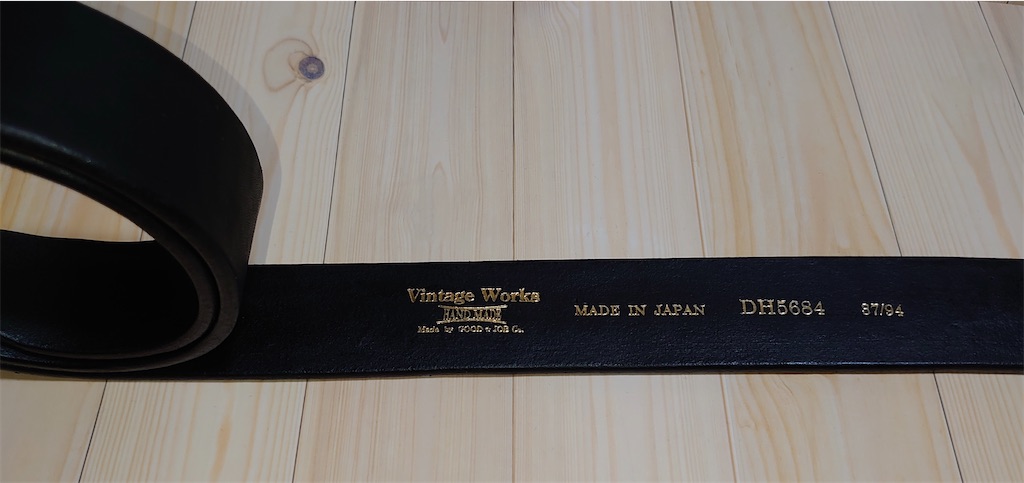 Vintage Works
HAND MADE
Made by GOOD・JOB Co.,
MADE IN JAPAN
DH5684
87/94